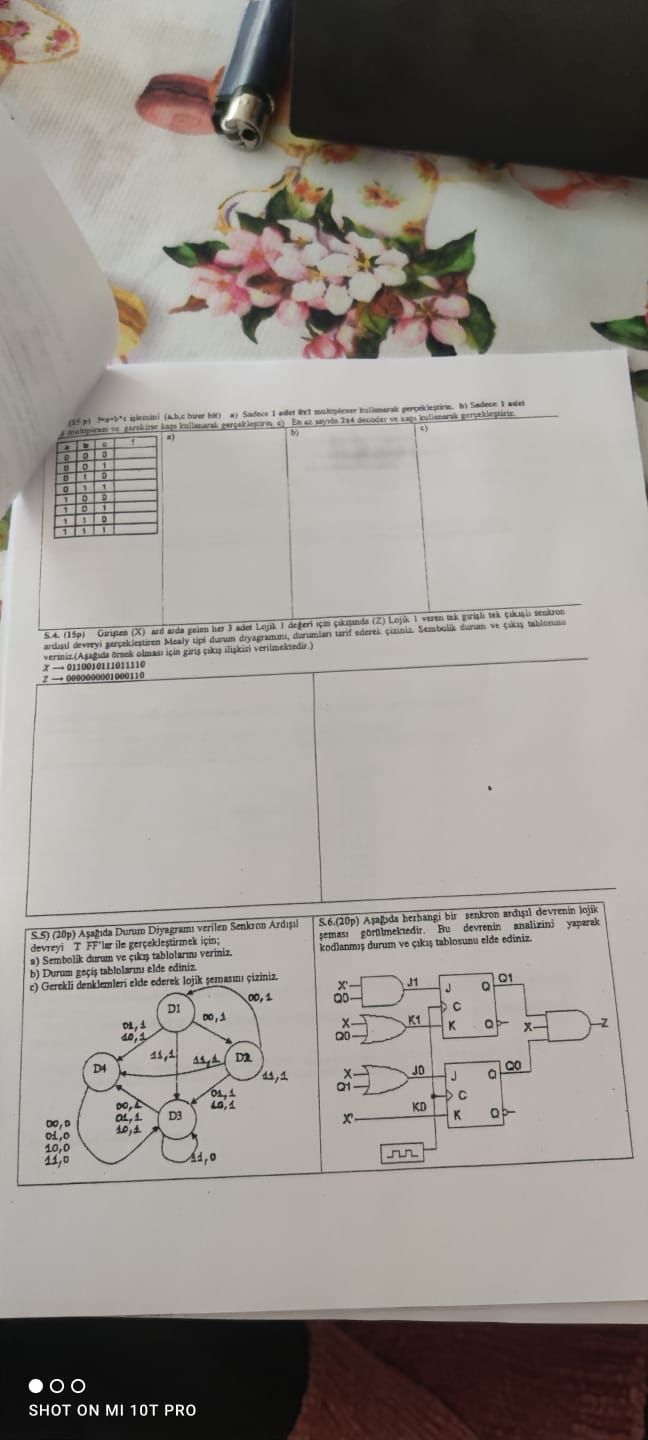 (15 p) f=a+b*c işlemini (a,b,c birer bit) a) Sadece 1 adet 8x1 multiplexer kullanarak gerçekleştirin. b) Sadece 1 adet
multiplexer ve gerekirse kapı kullanarak gerçekleştirin. c) En az sayıda 2x4 decoder ve kapı kullanarak gerçekleştirin.
a b c f
0 0 0
0 0 1
0 1 0
0 1 1
1 0 0
1 0 1
1 1 0
1 1 1
a)
b)
c)
S.4. (15p) Girişten (X) ard arda gelen her 3 adet Lojik 1 değeri için çıkışında (Z) Lojik 1 veren tek girişli tek çıkışlı senkron
ardışıl devreyi gerçekleştiren Mealy tipi durum diyagramını, durumları tarif ederek çiziniz. Sembolik durum ve çıkış tablosunu
veriniz.(Aşağıda örnek olması için giriş çıkış ilişkisi verilmektedir.)
X → 0110010111011110
Z → 0000000001000110
S.5) (20p) Aşağıda Durum Diyagramı verilen Senkron Ardışıl
devreyi T FF'lar ile gerçekleştirmek için;
a) Sembolik durum ve çıkış tablolarını veriniz.
b) Durum geçiş tablolarını elde ediniz.
c) Gerekli denklemleri elde ederek lojik şemasını çiziniz.
D1
00,1
00,1
01,1
10,1
11,1
11,1
D2
11,1
D4
01,1
10,1
00,1
01,1
10,1
D3
00,0
01,0
10,0
11,0
11,0
S.6.(20p) Aşağıda herhangi bir senkron ardışıl devrenin lojik
şeması görülmektedir. Bu devrenin analizini yaparak
kodlanmış durum ve çıkış tablosunu elde ediniz.
X'
Q0
J1
J Q
Q1
C
X
Q0
K1
K Q
X
Z
X
Q1
J0
J Q
Q0
C
X'
K0
K Q
SHOT ON MI 10T PRO